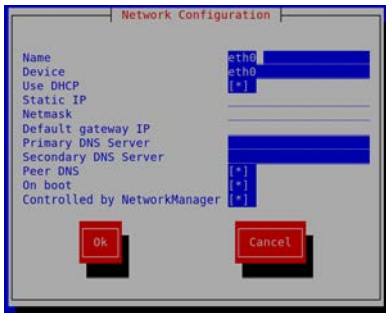 Network Configuration
Name eth0
Device eth0
Use DHCP [*]
Static IP
Netmask
Default gateway IP
Primary DNS Server
Secondary DNS Server
Peer DNS [*]
On boot [*]
Controlled by NetworkManager [*]
Ok Cancel